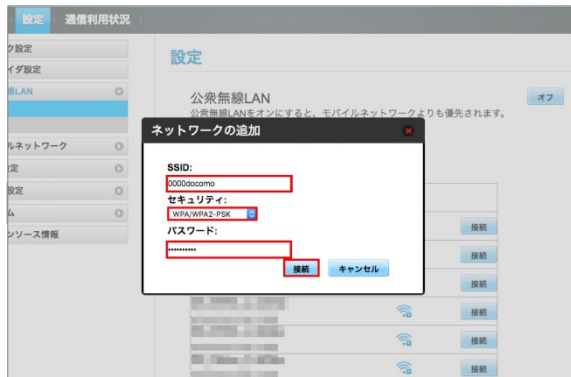 設定
通信利用状況
ク設定
イダ設定
LAN
ルネットワーク
定
設定
ム
ンソース情報
設定
公衆無線LAN
オフ
公衆無線LANをオンにすると、モバイルネットワークよりも優先されます。
ネットワークの追加
SSID:
0000docomo
セキュリティ:
WPA/WPA2-PSK
パスワード:
••••••••••
接続
キャンセル
接続
接続
接続
接続
接続
接続